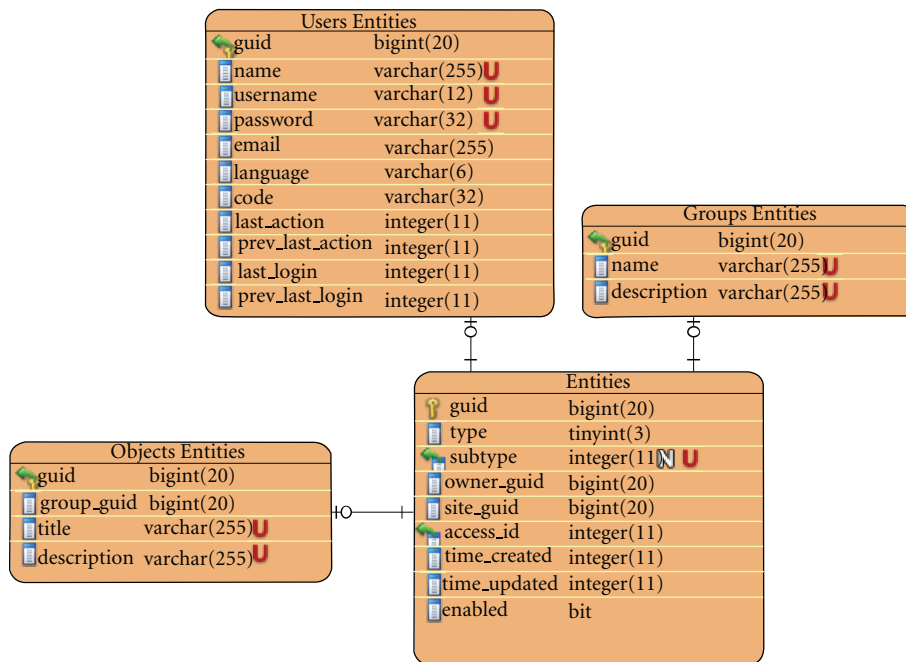 Users Entities
guid bigint(20)
name varchar(255) U
username varchar(12) U
password varchar(32) U
email varchar(255)
language varchar(6)
code varchar(32)
last_action integer(11)
prev_last_action integer(11)
last_login integer(11)
prev_last_login integer(11)
Groups Entities
guid bigint(20)
name varchar(255) U
description varchar(255) U
Objects Entities
guid bigint(20)
group_guid bigint(20)
title varchar(255) U
description varchar(255) U
Entities
guid bigint(20)
type tinyint(3)
subtype integer(11 N U
owner_guid bigint(20)
site_guid bigint(20)
access_id integer(11)
time_created integer(11)
time_updated integer(11)
enabled bit